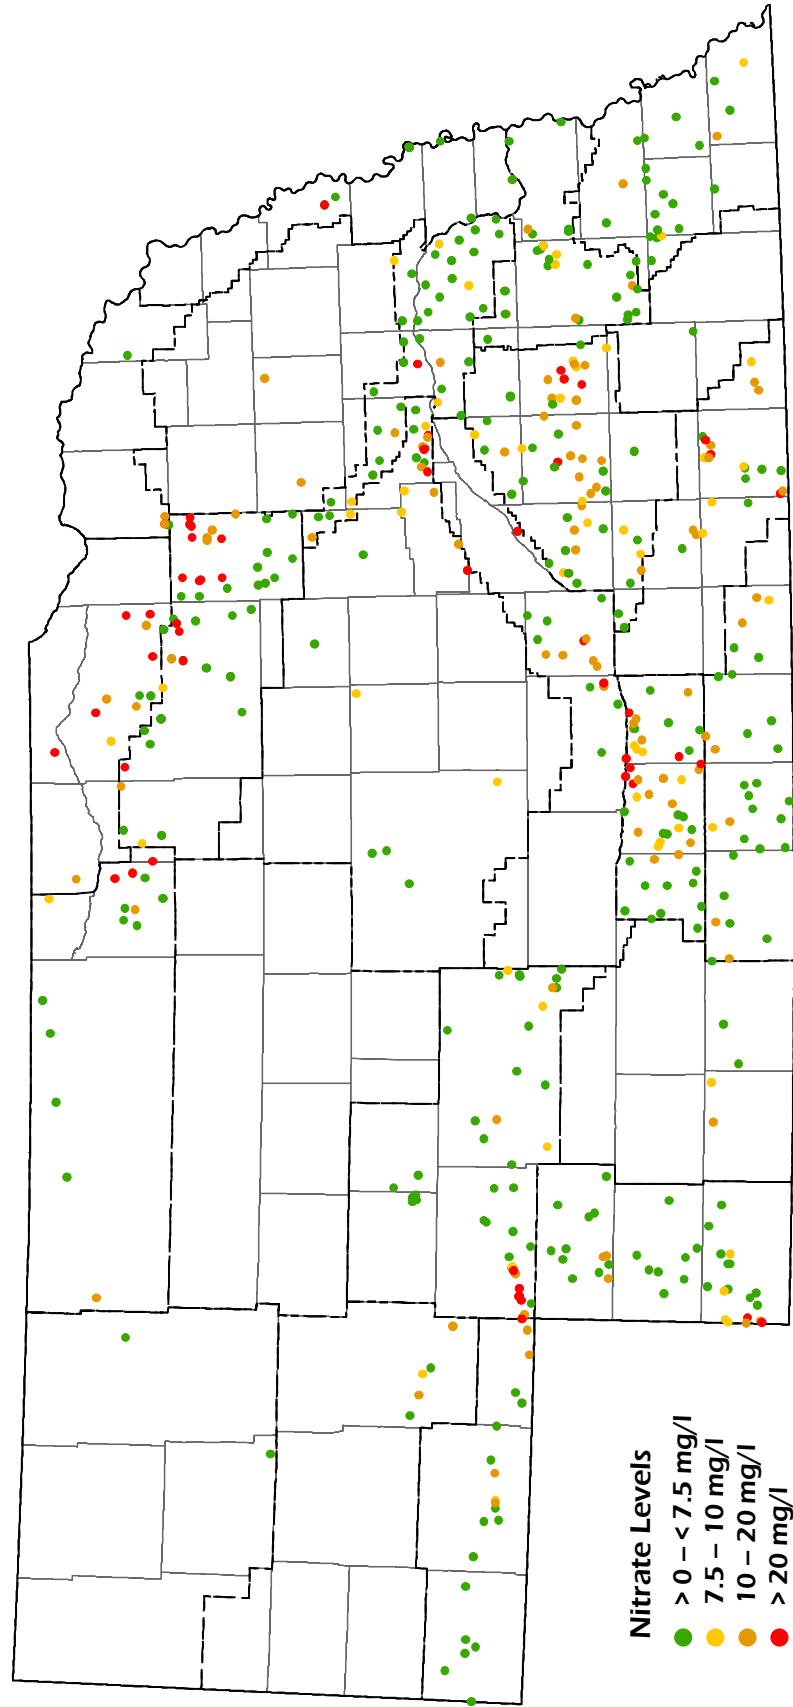 Nitrate Levels
> 0 – < 7.5 mg/l
7.5 – 10 mg/l
10 – 20 mg/l
> 20 mg/l